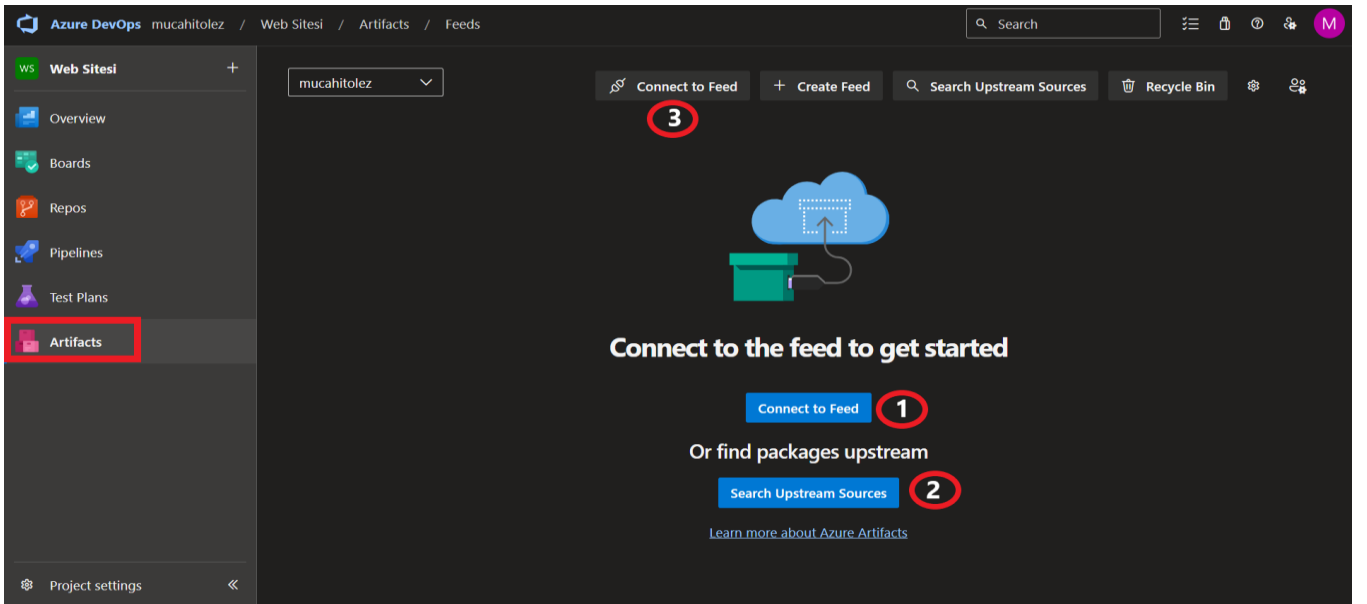 Azure DevOps mucahitolez / Web Sitesi / Artifacts / Feeds Search M
WS Web Sitesi +
mucahitolez Connect to Feed + Create Feed Search Upstream Sources Recycle Bin
3
Overview
Boards
Repos
Pipelines
Test Plans
Artifacts
Connect to the feed to get started
Connect to Feed 1
Or find packages upstream
Search Upstream Sources 2
Learn more about Azure Artifacts
Project settings